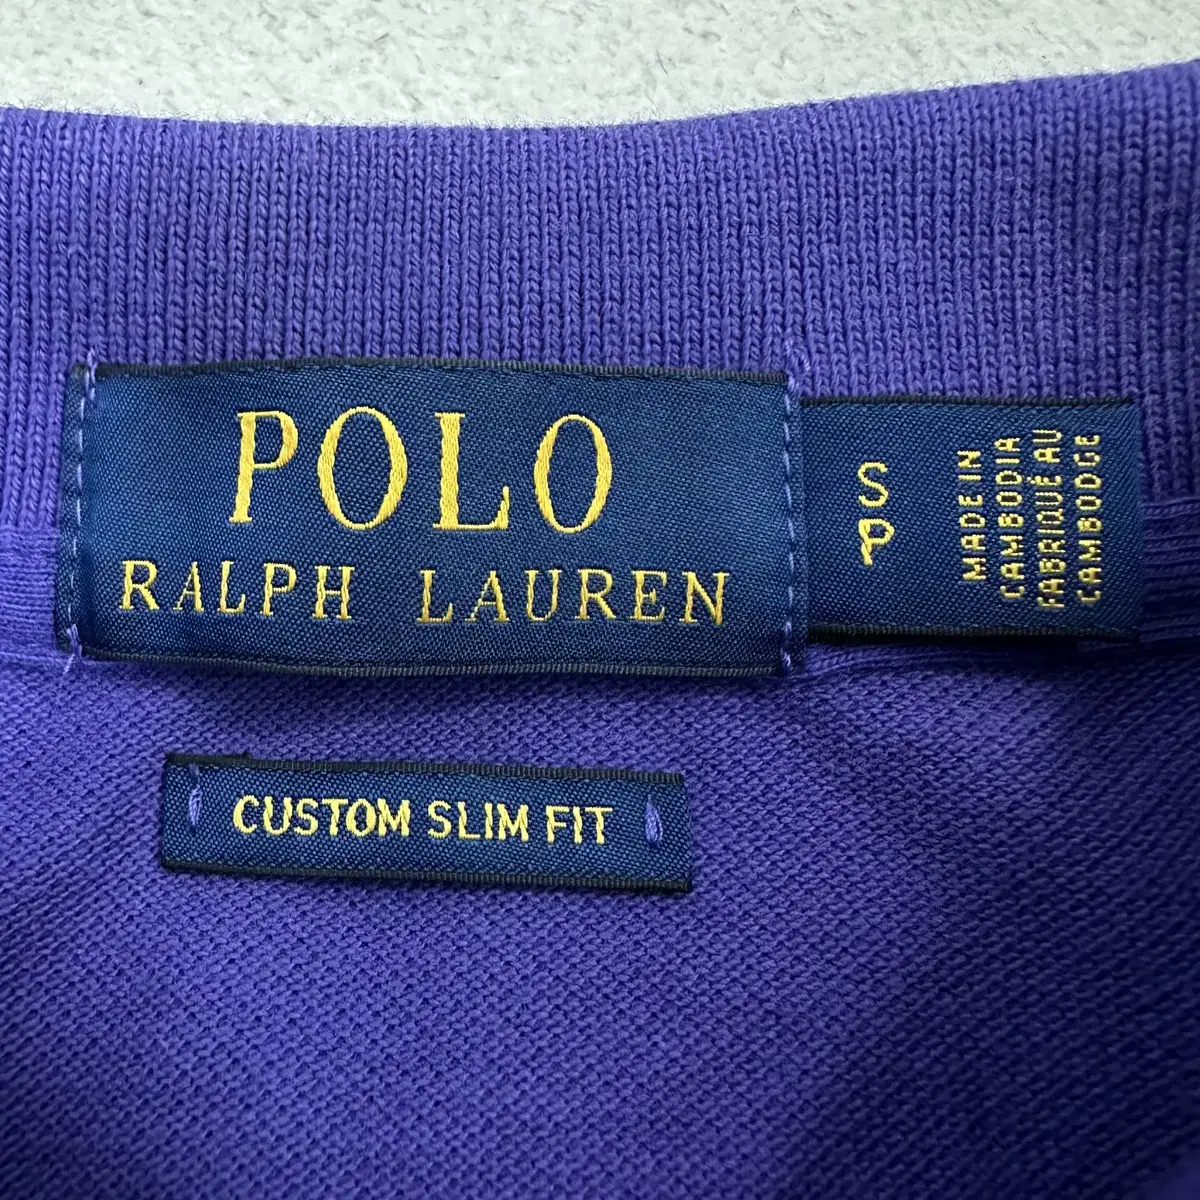 POLO
RALPH LAUREN
S
P
MADE IN
CAMBODIA
FABRIQUÉ AU
CAMBODGE
CUSTOM SLIM FIT